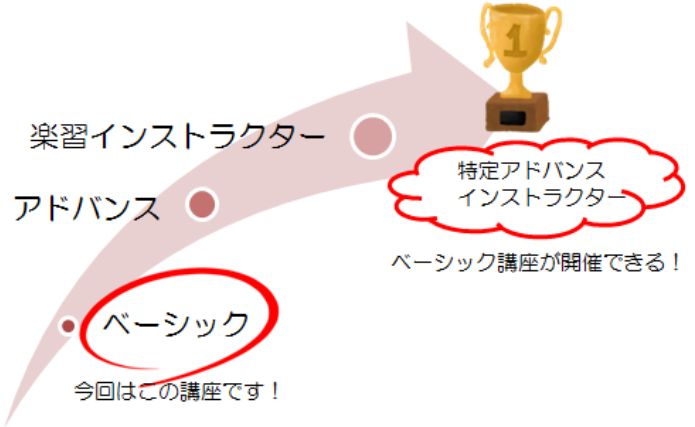 1
楽習インストラクター
特定アドバンス
インストラクター
アドバンス
ベーシック講座が開催できる！
ベーシック
今回はこの講座です！